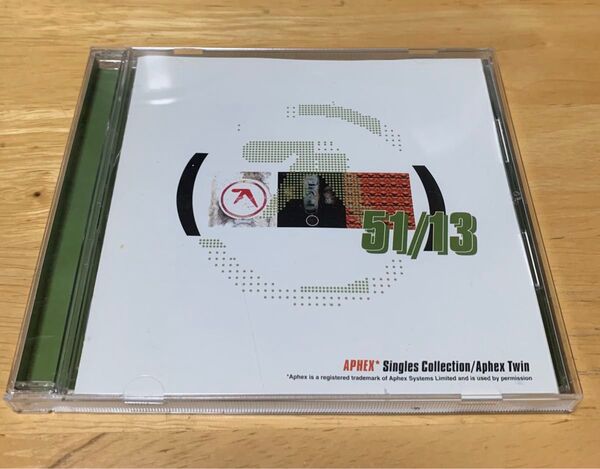 51/13
APHEX* Singles Collection/Aphex Twin
*Aphex is a registered trademark of Aphex Systems Limited and is used by permission